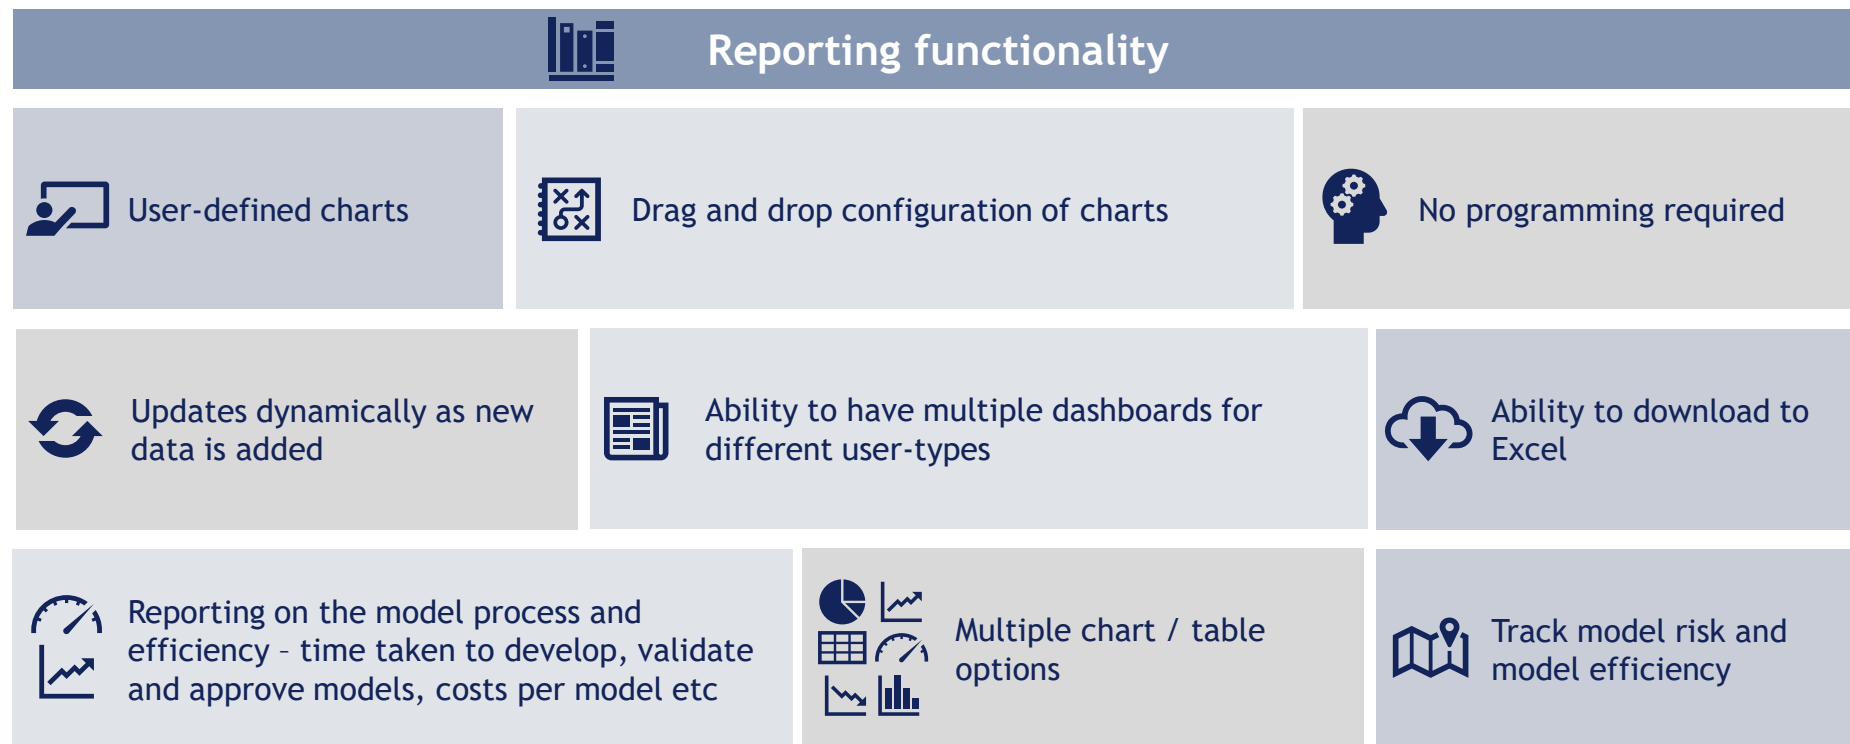 Reporting functionality
User-defined charts
Drag and drop configuration of charts
No programming required
Updates dynamically as new
data is added
Ability to have multiple dashboards for
different user-types
Ability to download to
Excel
Reporting on the model process and
efficiency – time taken to develop, validate
and approve models, costs per model etc
Multiple chart / table
options
Track model risk and
model efficiency